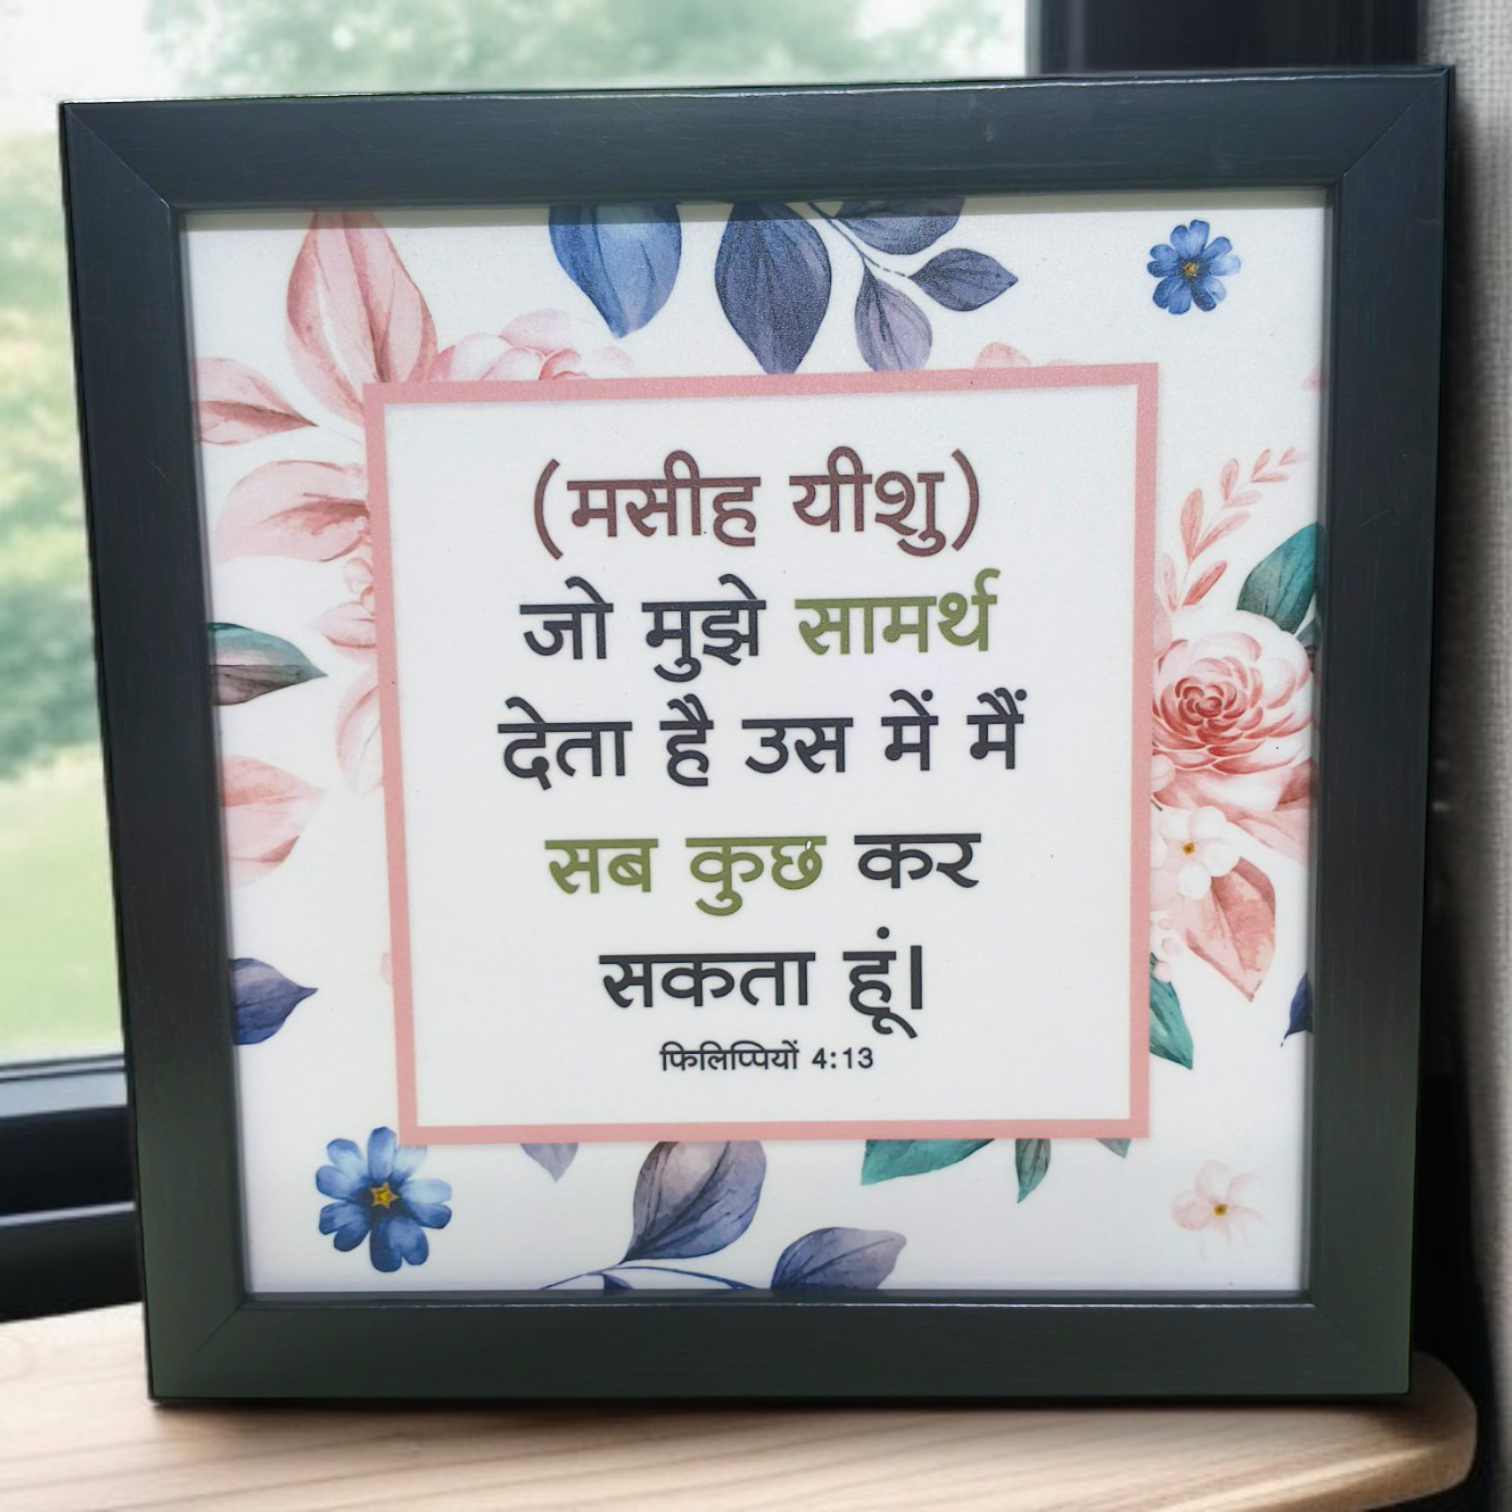 (मसीह यीशु)
जो मुझे सामर्थ
देता है उस में मैं
सब कुछ कर
सकता हूं।
फिलिप्पियों 4:13